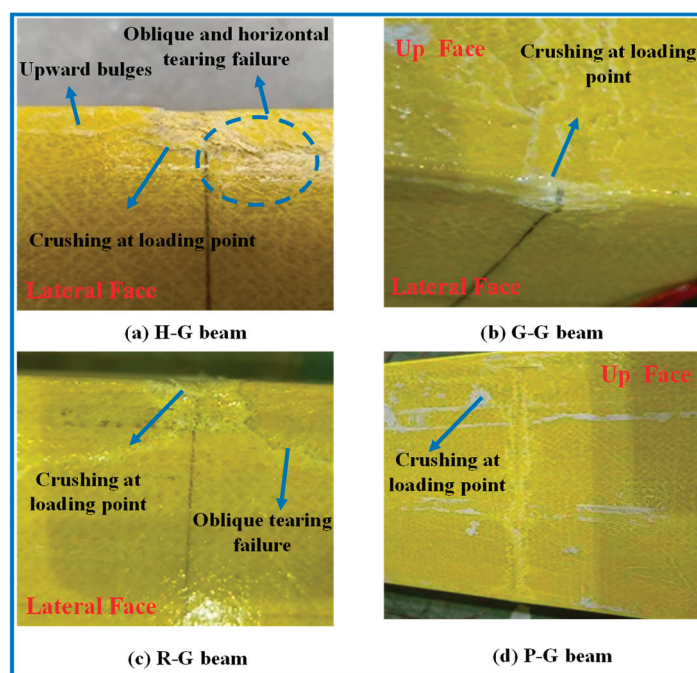 Oblique and horizontal
tearing failure
Upward bulges
Crushing at loading point
Lateral Face
(a) H-G beam
Up Face
Crushing at loading
point
Lateral Face
(b) G-G beam
Crushing at
loading point
Oblique tearing
failure
Lateral Face
(c) R-G beam
Up Face
Crushing at
loading point
(d) P-G beam